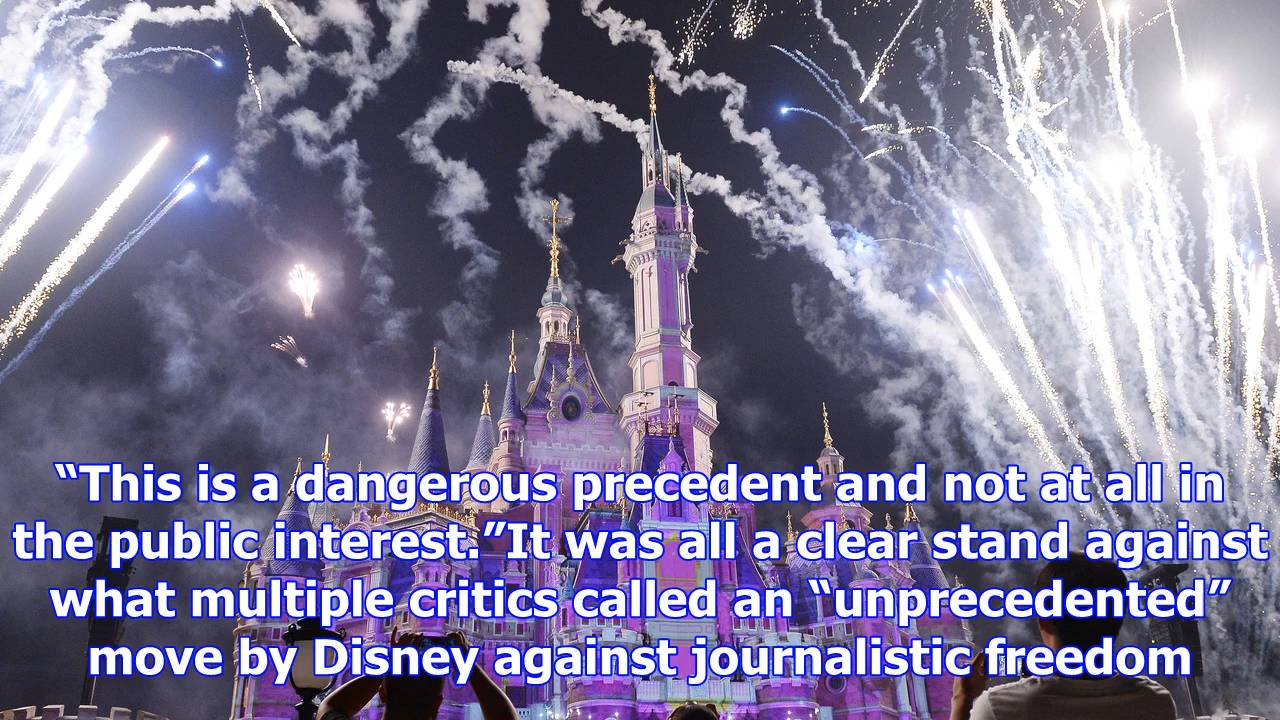 “This is a dangerous precedent and not at all in
the public interest.”It was all a clear stand against
what multiple critics called an “unprecedented”
move by Disney against journalistic freedom